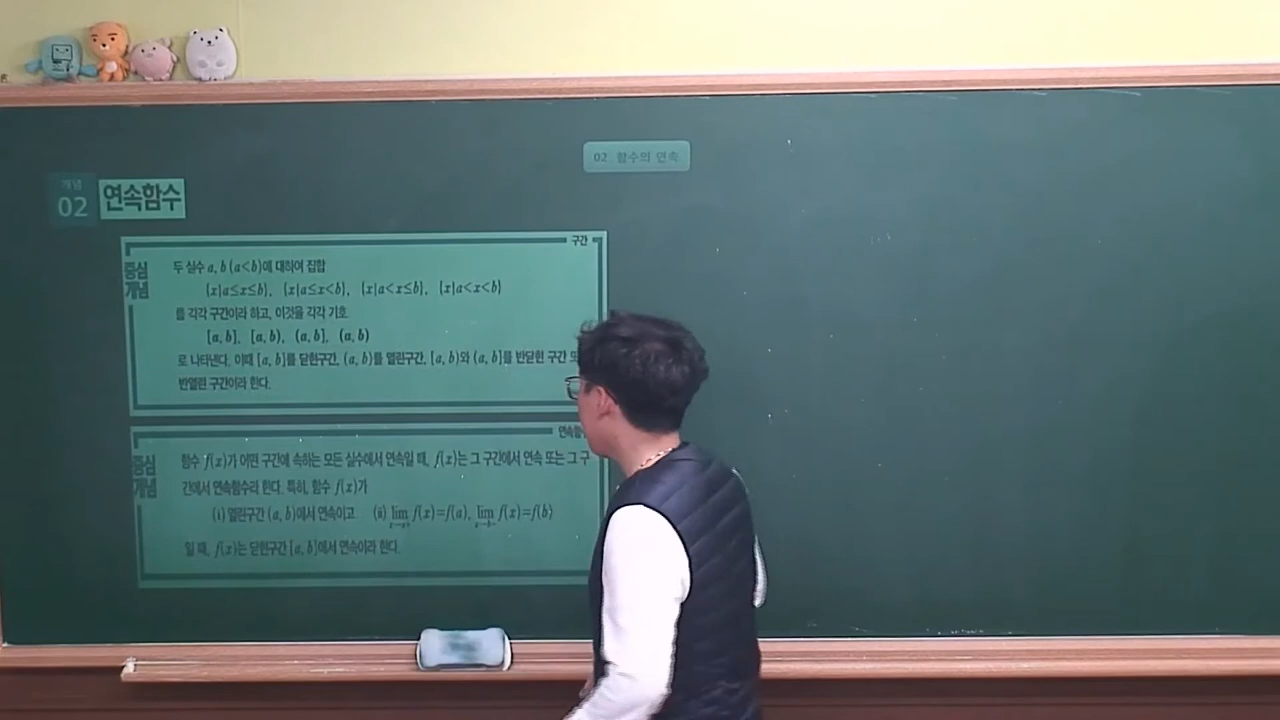 02 함수의 연속
개념
02
연속함수
구간
중심
개념
두 실수 a, b (a<b)에 대하여 집합
{x|a≤x≤b}, {x|a≤x<b}, {x|a<x≤b}, {x|a<x<b}
를 각각 구간이라 하고, 이것을 각각 기호
[a, b], [a, b), (a, b], (a, b)
로 나타낸다. 이때 [a, b]를 닫힌구간, (a, b)를 열린구간, [a, b)와 (a, b]를 반닫힌 구간
반열린 구간이라 한다.
중심
개념
함수 f(x)가 어떤 구간에 속하는 모든 실수에서 연속일 때, f(x)는 그 구간에서 연속 또는 그 구
간에서 연속함수라 한다. 특히, 함수 f(x)가
(i) 열린구간 (a, b)에서 연속이고 (ii) lim f(x)=f(a), lim f(x)=f(b)
일 때, f(x)는 닫힌구간 [a, b]에서 연속이라 한다.